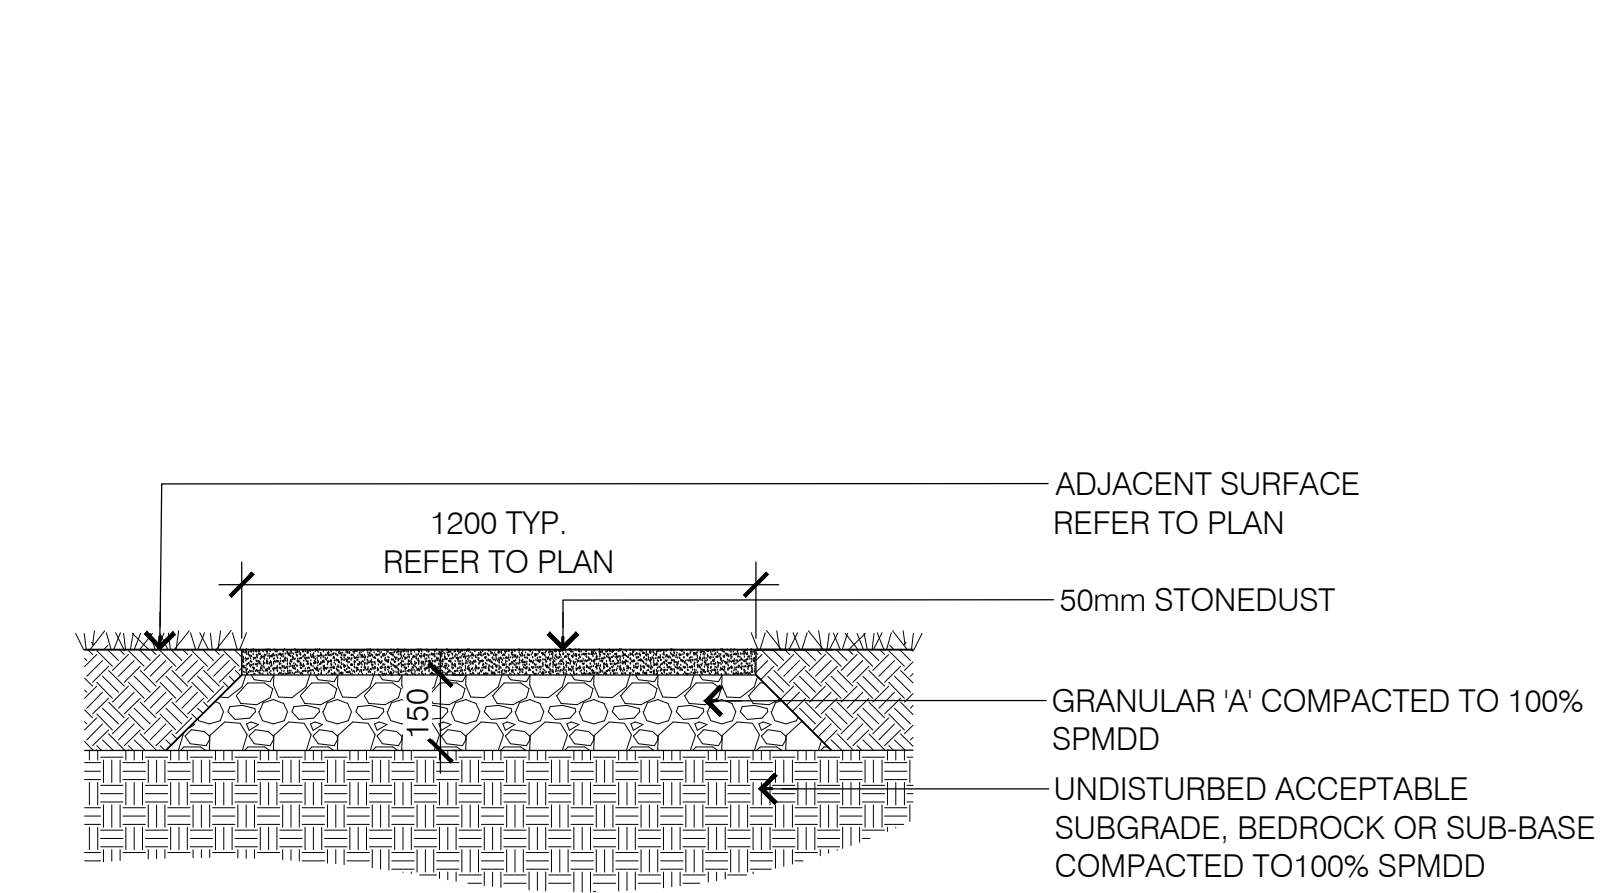 ADJACENT SURFACE
REFER TO PLAN
1200 TYP.
REFER TO PLAN
50mm STONEDUST
150
GRANULAR 'A' COMPACTED TO 100%
SPMDD
UNDISTURBED ACCEPTABLE
SUBGRADE, BEDROCK OR SUB-BASE
COMPACTED TO100% SPMDD